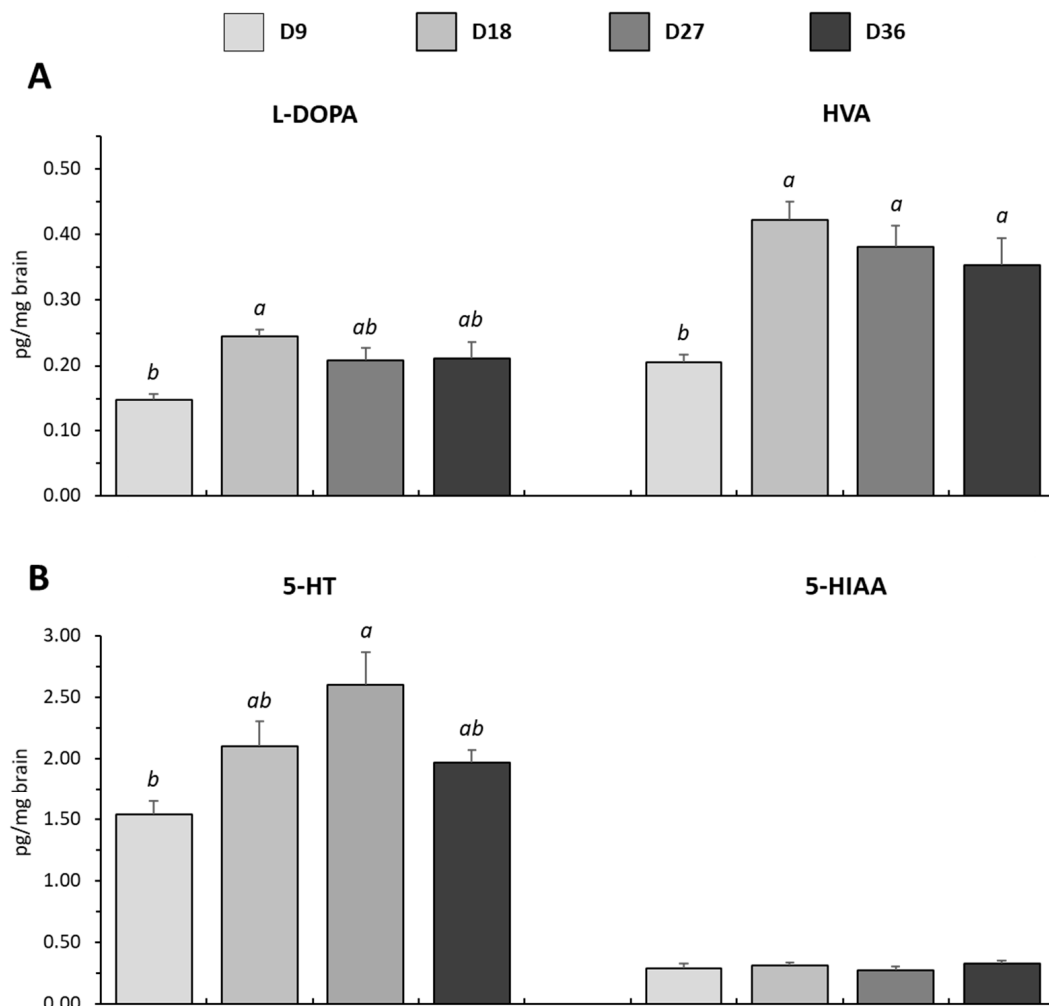 D9 D18 D27 D36
A
L-DOPA HVA
pg/mg brain
0.50
0.40
0.30
0.20
0.10
0.00
b a ab ab b a a a
B
5-HT 5-HIAA
pg/mg brain
3.00
2.50
2.00
1.50
1.00
0.50
0.00
b ab a ab